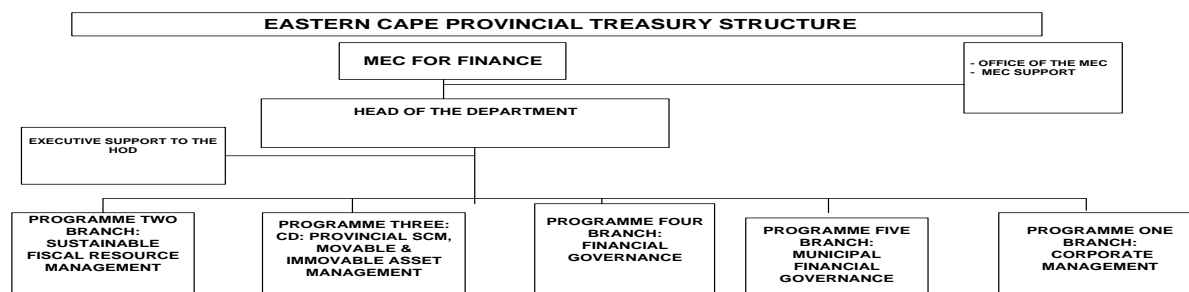 EASTERN CAPE PROVINCIAL TREASURY STRUCTURE
MEC FOR FINANCE
- OFFICE OF THE MEC
- MEC SUPPORT
HEAD OF THE DEPARTMENT
EXECUTIVE SUPPORT TO THE
HOD
PROGRAMME TWO
BRANCH:
SUSTAINABLE
FISCAL RESOURCE
MANAGEMENT
PROGRAMME THREE:
CD: PROVINCIAL SCM,
MOVABLE &
IMMOVABLE ASSET
MANAGEMENT
PROGRAMME FOUR
BRANCH:
FINANCIAL
GOVERNANCE
PROGRAMME FIVE
BRANCH:
MUNICIPAL
FINANCIAL
GOVERNANCE
PROGRAMME ONE
BRANCH:
CORPORATE
MANAGEMENT